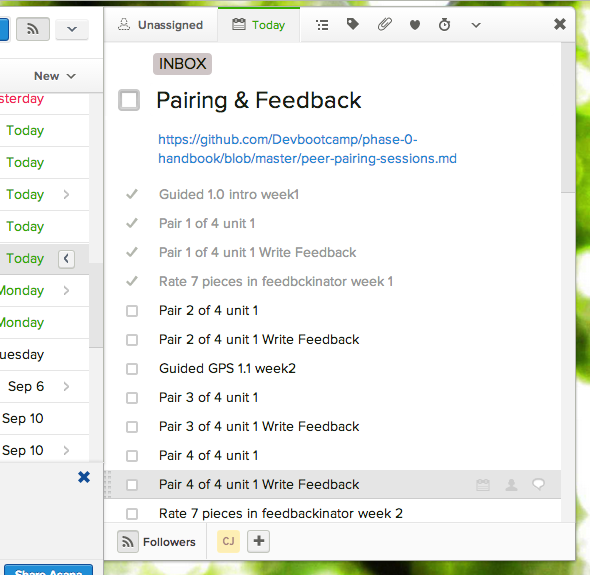 Unassigned
Today
INBOX
Pairing & Feedback
https://github.com/Devbootcamp/phase-0-
handbook/blob/master/peer-pairing-sessions.md
Guided 1.0 intro week1
Pair 1 of 4 unit 1
Pair 1 of 4 unit 1 Write Feedback
Rate 7 pieces in feedbckinator week 1
Pair 2 of 4 unit 1
Pair 2 of 4 unit 1 Write Feedback
Guided GPS 1.1 week2
Pair 3 of 4 unit 1
Pair 3 of 4 unit 1 Write Feedback
Pair 4 of 4 unit 1
Pair 4 of 4 unit 1 Write Feedback
Rate 7 pieces in feedbackinator week 2
Followers
CJ
New
sterday
Today
Today
Today
Today
Today
Monday
Monday
uesday
Sep 6
Sep 10
Sep 10
Share Asana